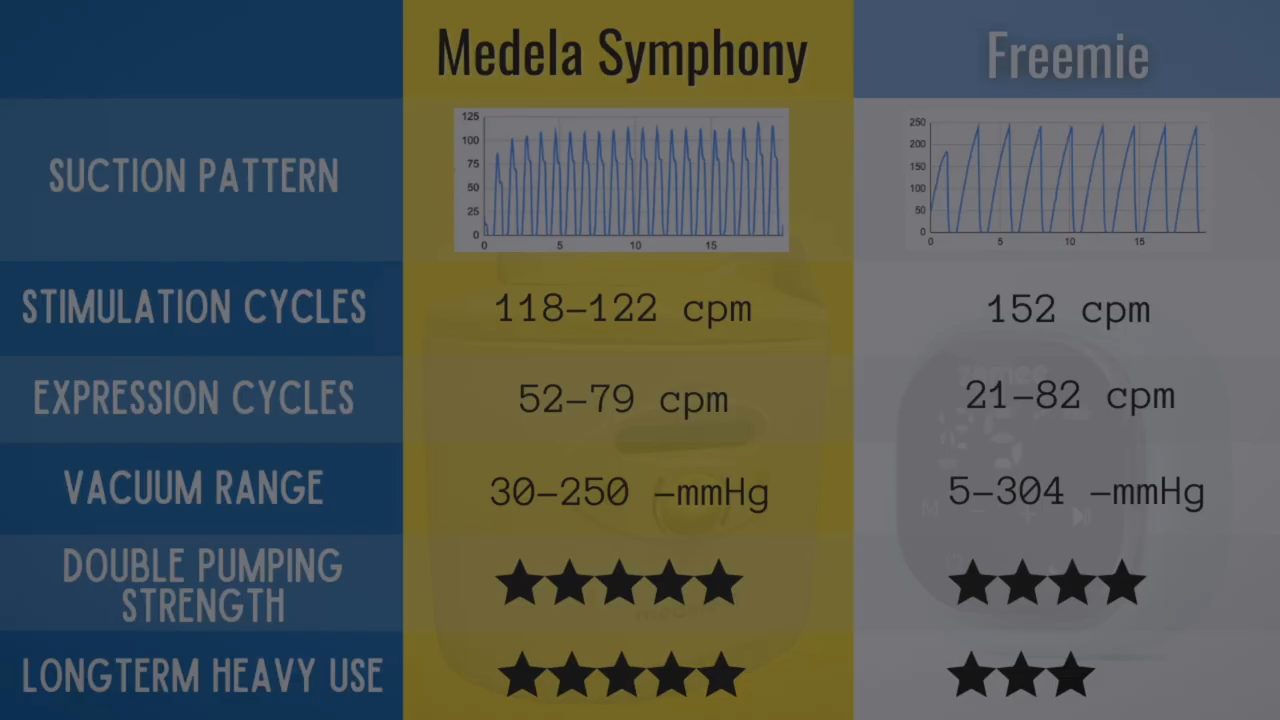 Medela Symphony
Freemie
SUCTION PATTERN
125
100
75
50
25
0
0 5 10 15
250
200
150
100
50
0
0 5 10 15
STIMULATION CYCLES
118-122 cpm
152 cpm
EXPRESSION CYCLES
52-79 cpm
21-82 cpm
VACUUM RANGE
30-250 -mmHg
5-304 -mmHg
DOUBLE PUMPING
STRENGTH
LONGTERM HEAVY USE